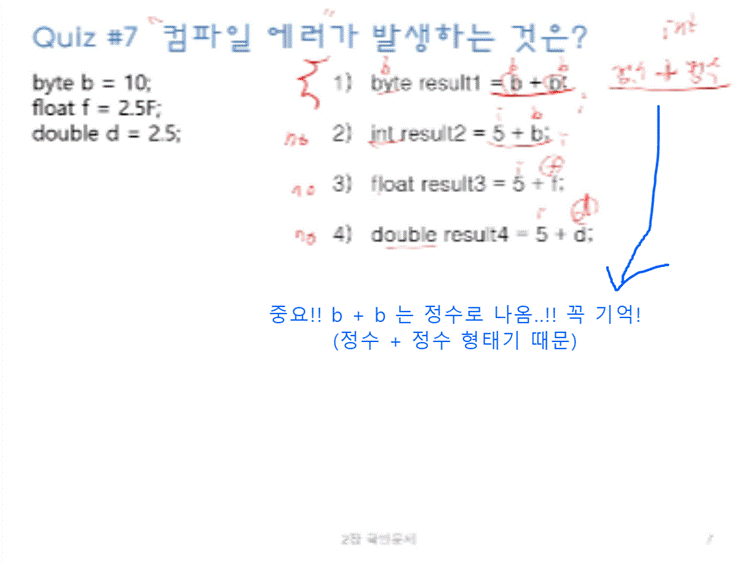 Quiz #7 "컴파일 에러"가 발생하는 것은?
byte b = 10;
float f = 2.5F;
double d = 2.5;
b b b
1) byte result1 = b + b;
i b
no 2) int result2 = 5 + b; i
i f
no 3) float result3 = 5 + f;
i d
no 4) double result4 = 5 + d;
int
정수 + 정수
중요!! b + b 는 정수로 나옴..!! 꼭 기억!
(정수 + 정수 형태기 때문)
2장 
7